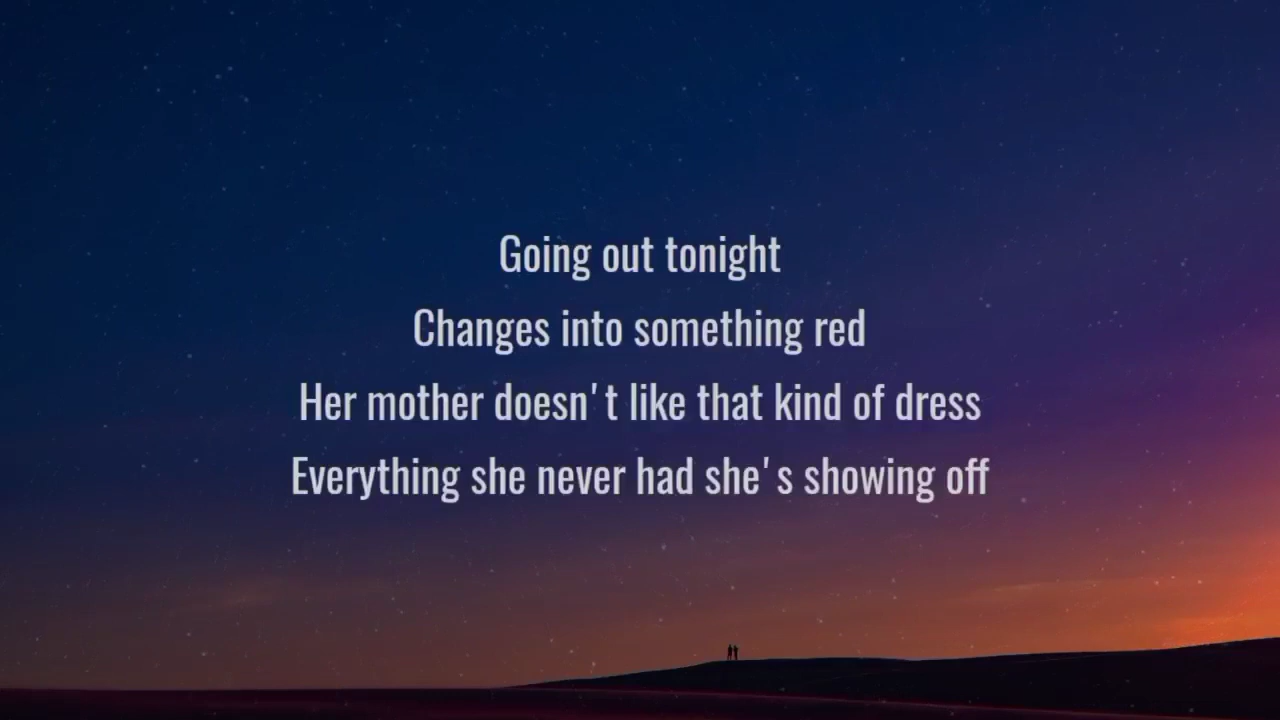 Going out tonight
Changes into something red
Her mother doesn't like that kind of dress
Everything she never had she's showing off